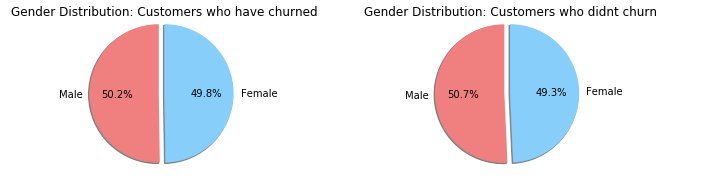 Gender Distribution: Customers who have churned
Male
50.2%
49.8%
Female
Gender Distribution: Customers who didnt churn
Male
50.7%
49.3%
Female